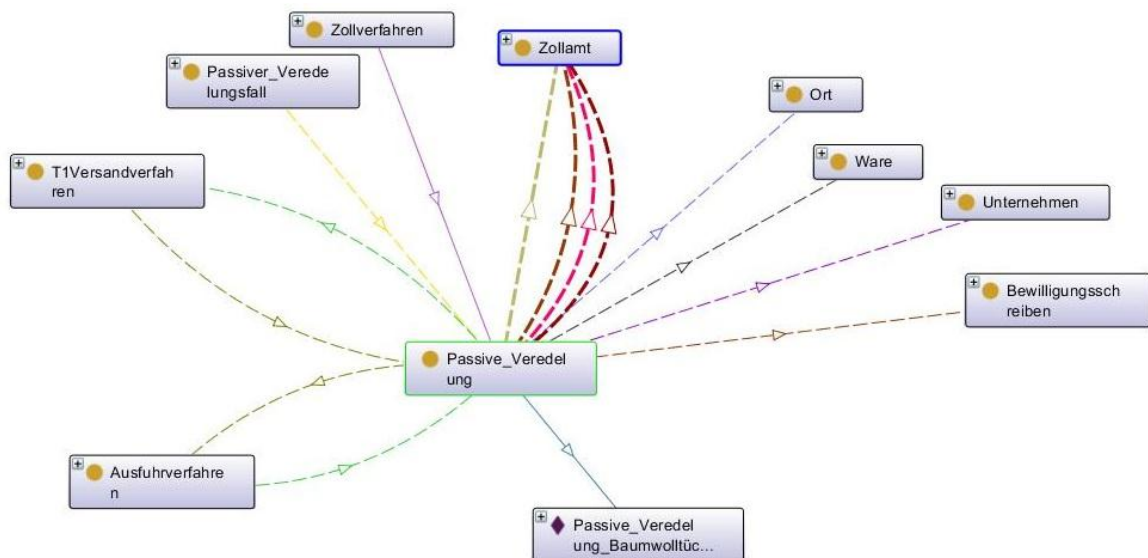 Zollverfahren
Zollamt
Passiver_Verede
lungsfall
Ort
Ware
T1Versandverfah
ren
Unternehmen
Bewilligungssch
reiben
Passive_Veredel
ung
Ausfuhrverfahre
n
Passive_Veredel
ung_Baumwolltüc...